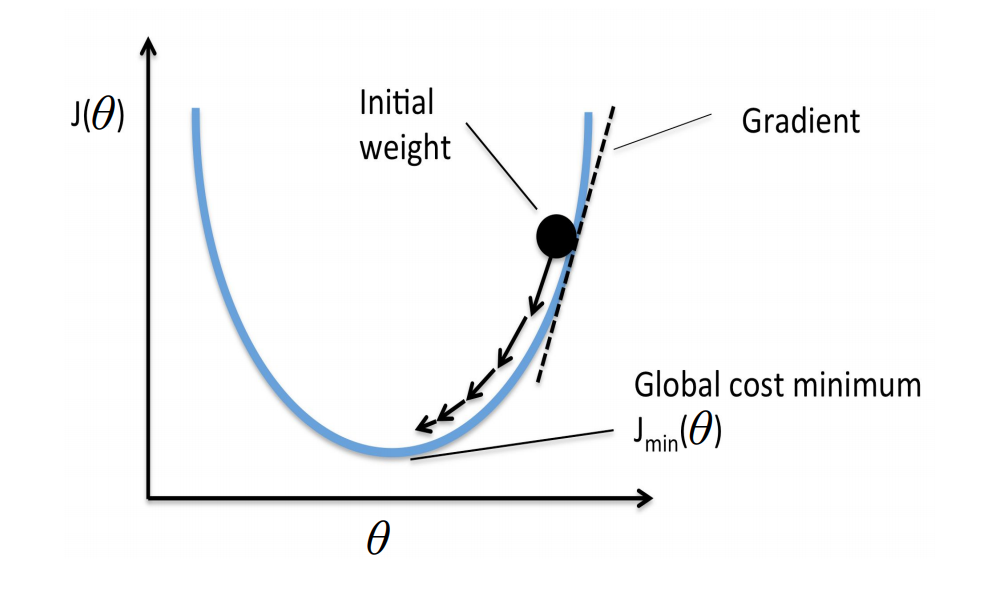 J(θ)
Initial
weight
Gradient
Global cost minimum
Jmin(θ)
θ